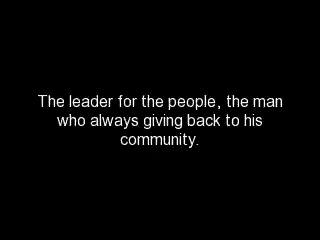 The leader for the people, the man
who always giving back to his
community.